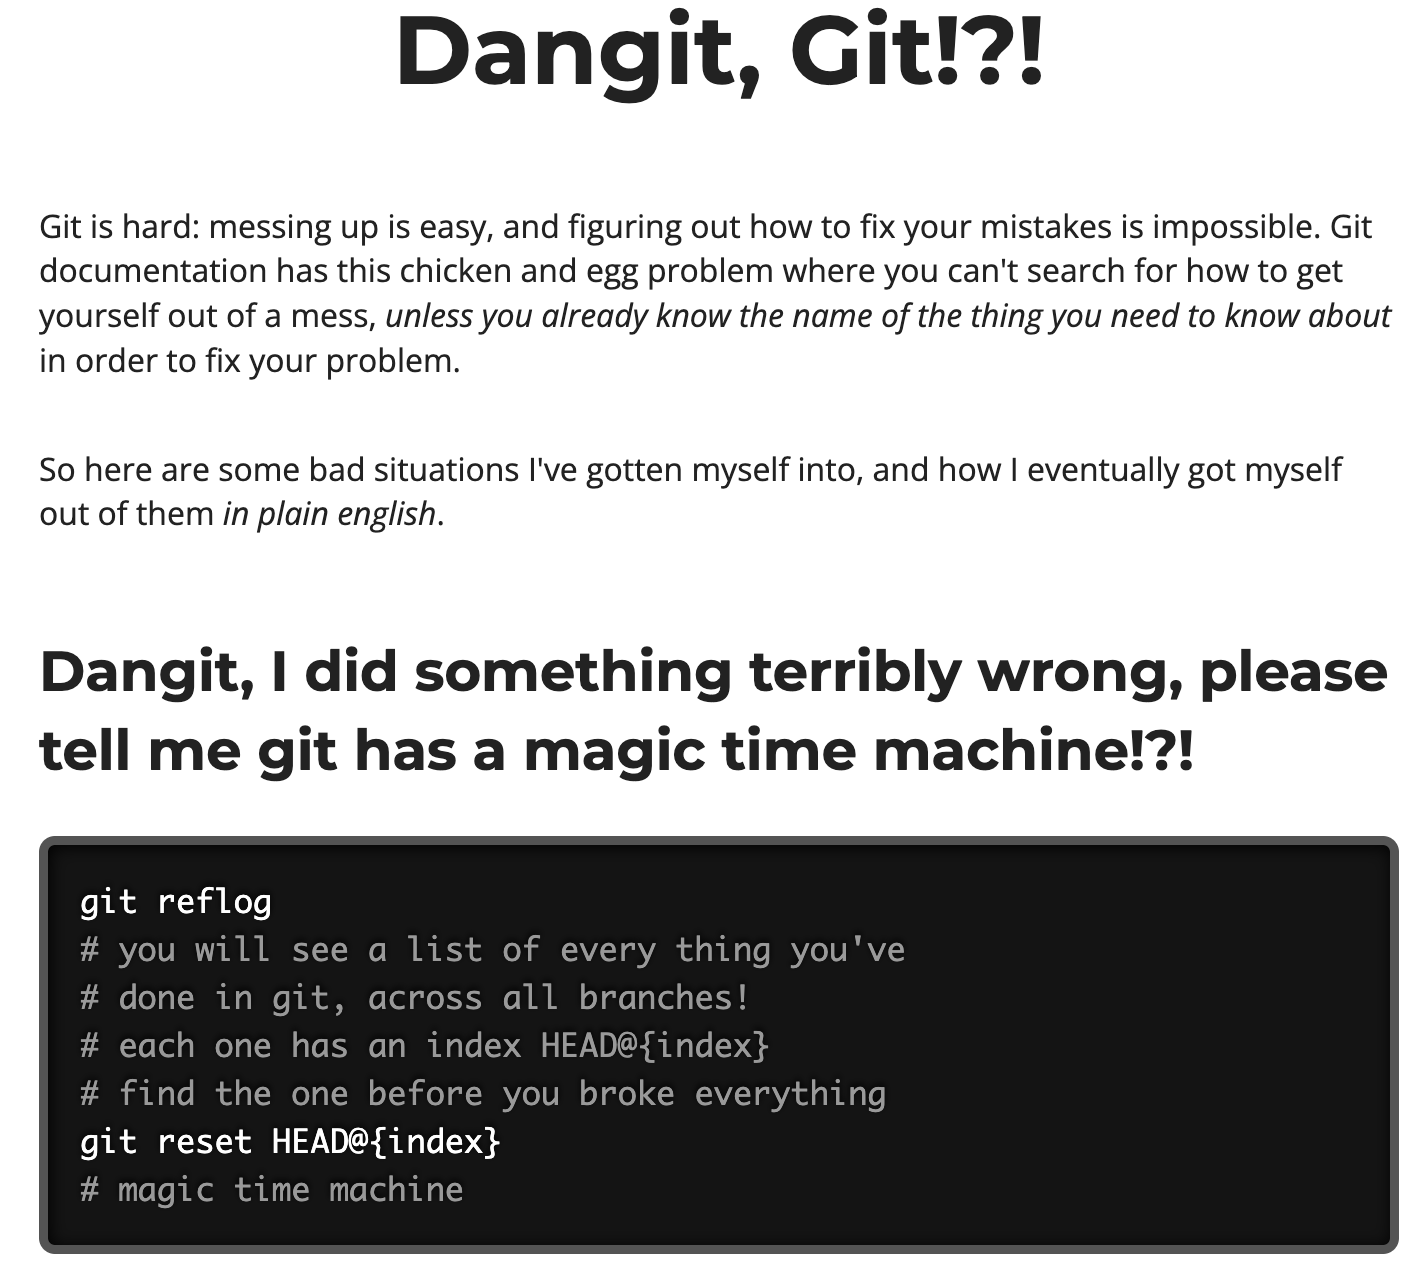 Dangit, Git!?!
Git is hard: messing up is easy, and figuring out how to fix your mistakes is impossible. Git
documentation has this chicken and egg problem where you can't search for how to get
yourself out of a mess, unless you already know the name of the thing you need to know about
in order to fix your problem.
So here are some bad situations I've gotten myself into, and how I eventually got myself
out of them in plain english.
Dangit, I did something terribly wrong, please
tell me git has a magic time machine!?!
git reflog
# you will see a list of every thing you've
# done in git, across all branches!
# each one has an index HEAD@{index}
# find the one before you broke everything
git reset HEAD@{index}
# magic time machine